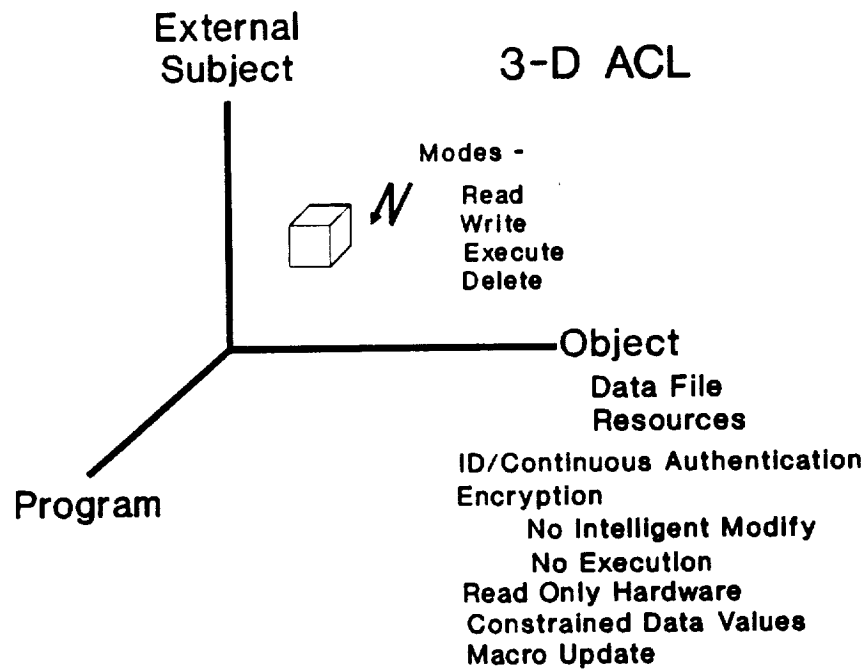 External
Subject
3-D ACL
Modes -
Read
Write
Execute
Delete
Object
Data File
Resources
Program
ID/Continuous Authentication
Encryption
No Intelligent Modify
No Execution
Read Only Hardware
Constrained Data Values
Macro Update